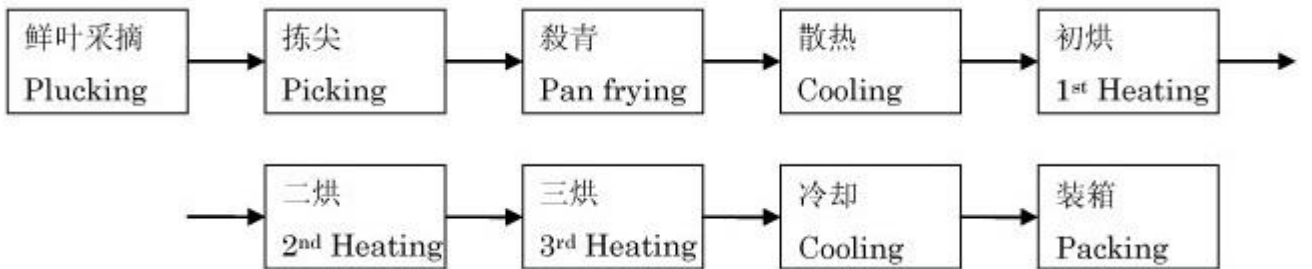 鲜叶采摘
Plucking
拣尖
Picking
殺青
Pan frying
散热
Cooling
初烘
1st Heating
二烘
2nd Heating
三烘
3rd Heating
冷却
Cooling
装箱
Packing